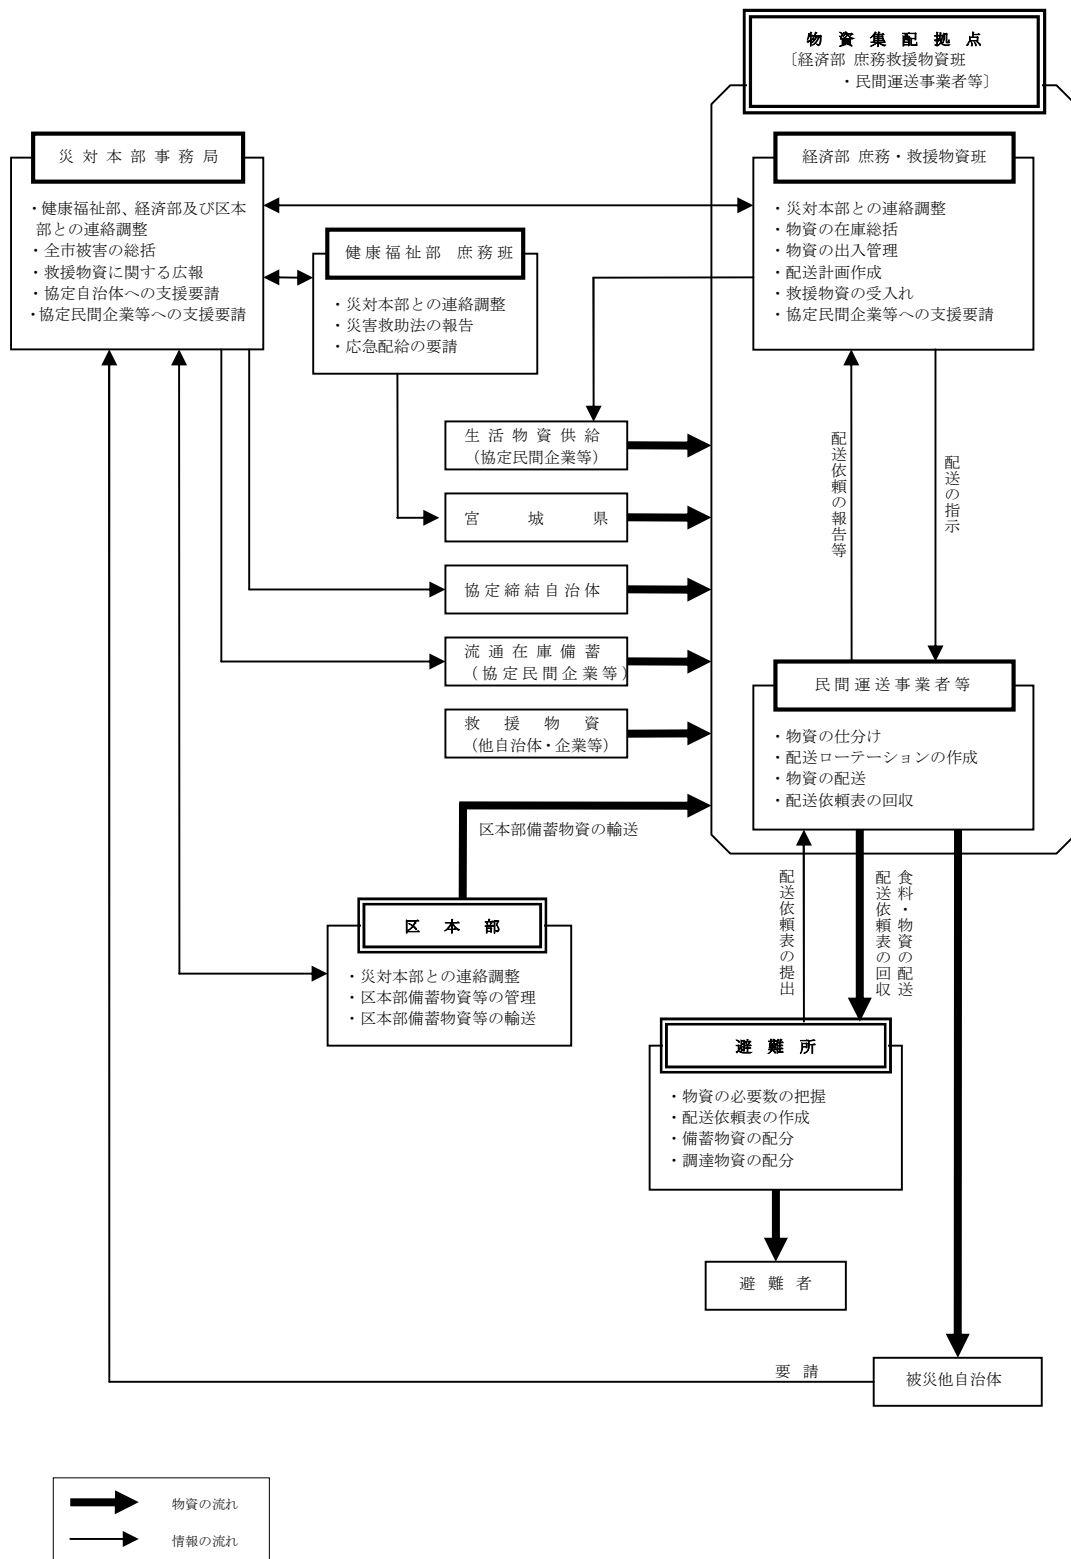 物資集配拠点
〔経済部 庶務救援物資班
・民間運送事業者等〕
災対本部事務局
・健康福祉部、経済部及び区本
部との連絡調整
・全市被害の総括
・救援物資に関する広報
・協定自治体への支援要請
・協定民間企業等への支援要請
経済部 庶務・救援物資班
・災対本部との連絡調整
・物資の在庫総括
・物資の出入管理
・配送計画作成
・救援物資の受入れ
・協定民間企業等への支援要請
健康福祉部 庶務班
・災対本部との連絡調整
・災害救助法の報告
・応急配給の要請
生活物資供給
(協定民間企業等)
宮城県
協定締結自治体
流通在庫備蓄
(協定民間企業等)
救援物資
(他自治体・企業等)
配送依頼の報告等
配送の指示
民間運送事業者等
・物資の仕分け
・配送ローテーションの作成
・物資の配送
・配送依頼表の回収
区本部備蓄物資の輸送
区本部
・災対本部との連絡調整
・区本部備蓄物資等の管理
・区本部備蓄物資等の輸送
配送依頼表の提出
食料・物資の配送
配送依頼表の回収
避難所
・物資の必要数の把握
・配送依頼表の作成
・備蓄物資の配分
・調達物資の配分
避難者
要請
被災他自治体
物資の流れ
情報の流れ